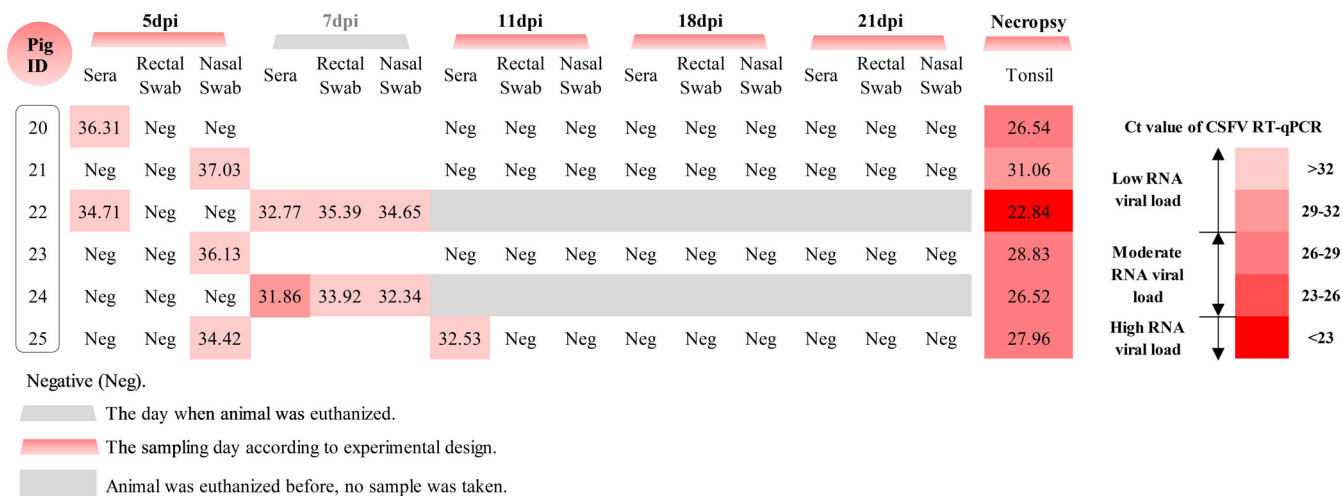 5dpi 7dpi 11dpi 18dpi 21dpi Necropsy
Pig ID
Sera Rectal Swab Nasal Swab Sera Rectal Swab Nasal Swab Sera Rectal Swab Nasal Swab Sera Rectal Swab Nasal Swab Sera Rectal Swab Nasal Swab Tonsil
20 36.31 Neg Neg Neg Neg Neg Neg Neg Neg Neg Neg Neg 26.54
21 Neg Neg 37.03 Neg Neg Neg Neg Neg Neg Neg Neg Neg 31.06
22 34.71 Neg Neg 32.77 35.39 34.65 22.84
23 Neg Neg 36.13 Neg Neg Neg Neg Neg Neg Neg Neg Neg 28.83
24 Neg Neg Neg 31.86 33.92 32.34 26.52
25 Neg Neg 34.42 32.53 Neg Neg Neg Neg Neg Neg Neg Neg 27.96
Ct value of CSFV RT-qPCR
Low RNA
viral load
>32
29-32
Moderate
RNA viral
load
26-29
23-26
High RNA
viral load
<23
Negative (Neg).
The day when animal was euthanized.
The sampling day according to experimental design.
Animal was euthanized before, no sample was taken.